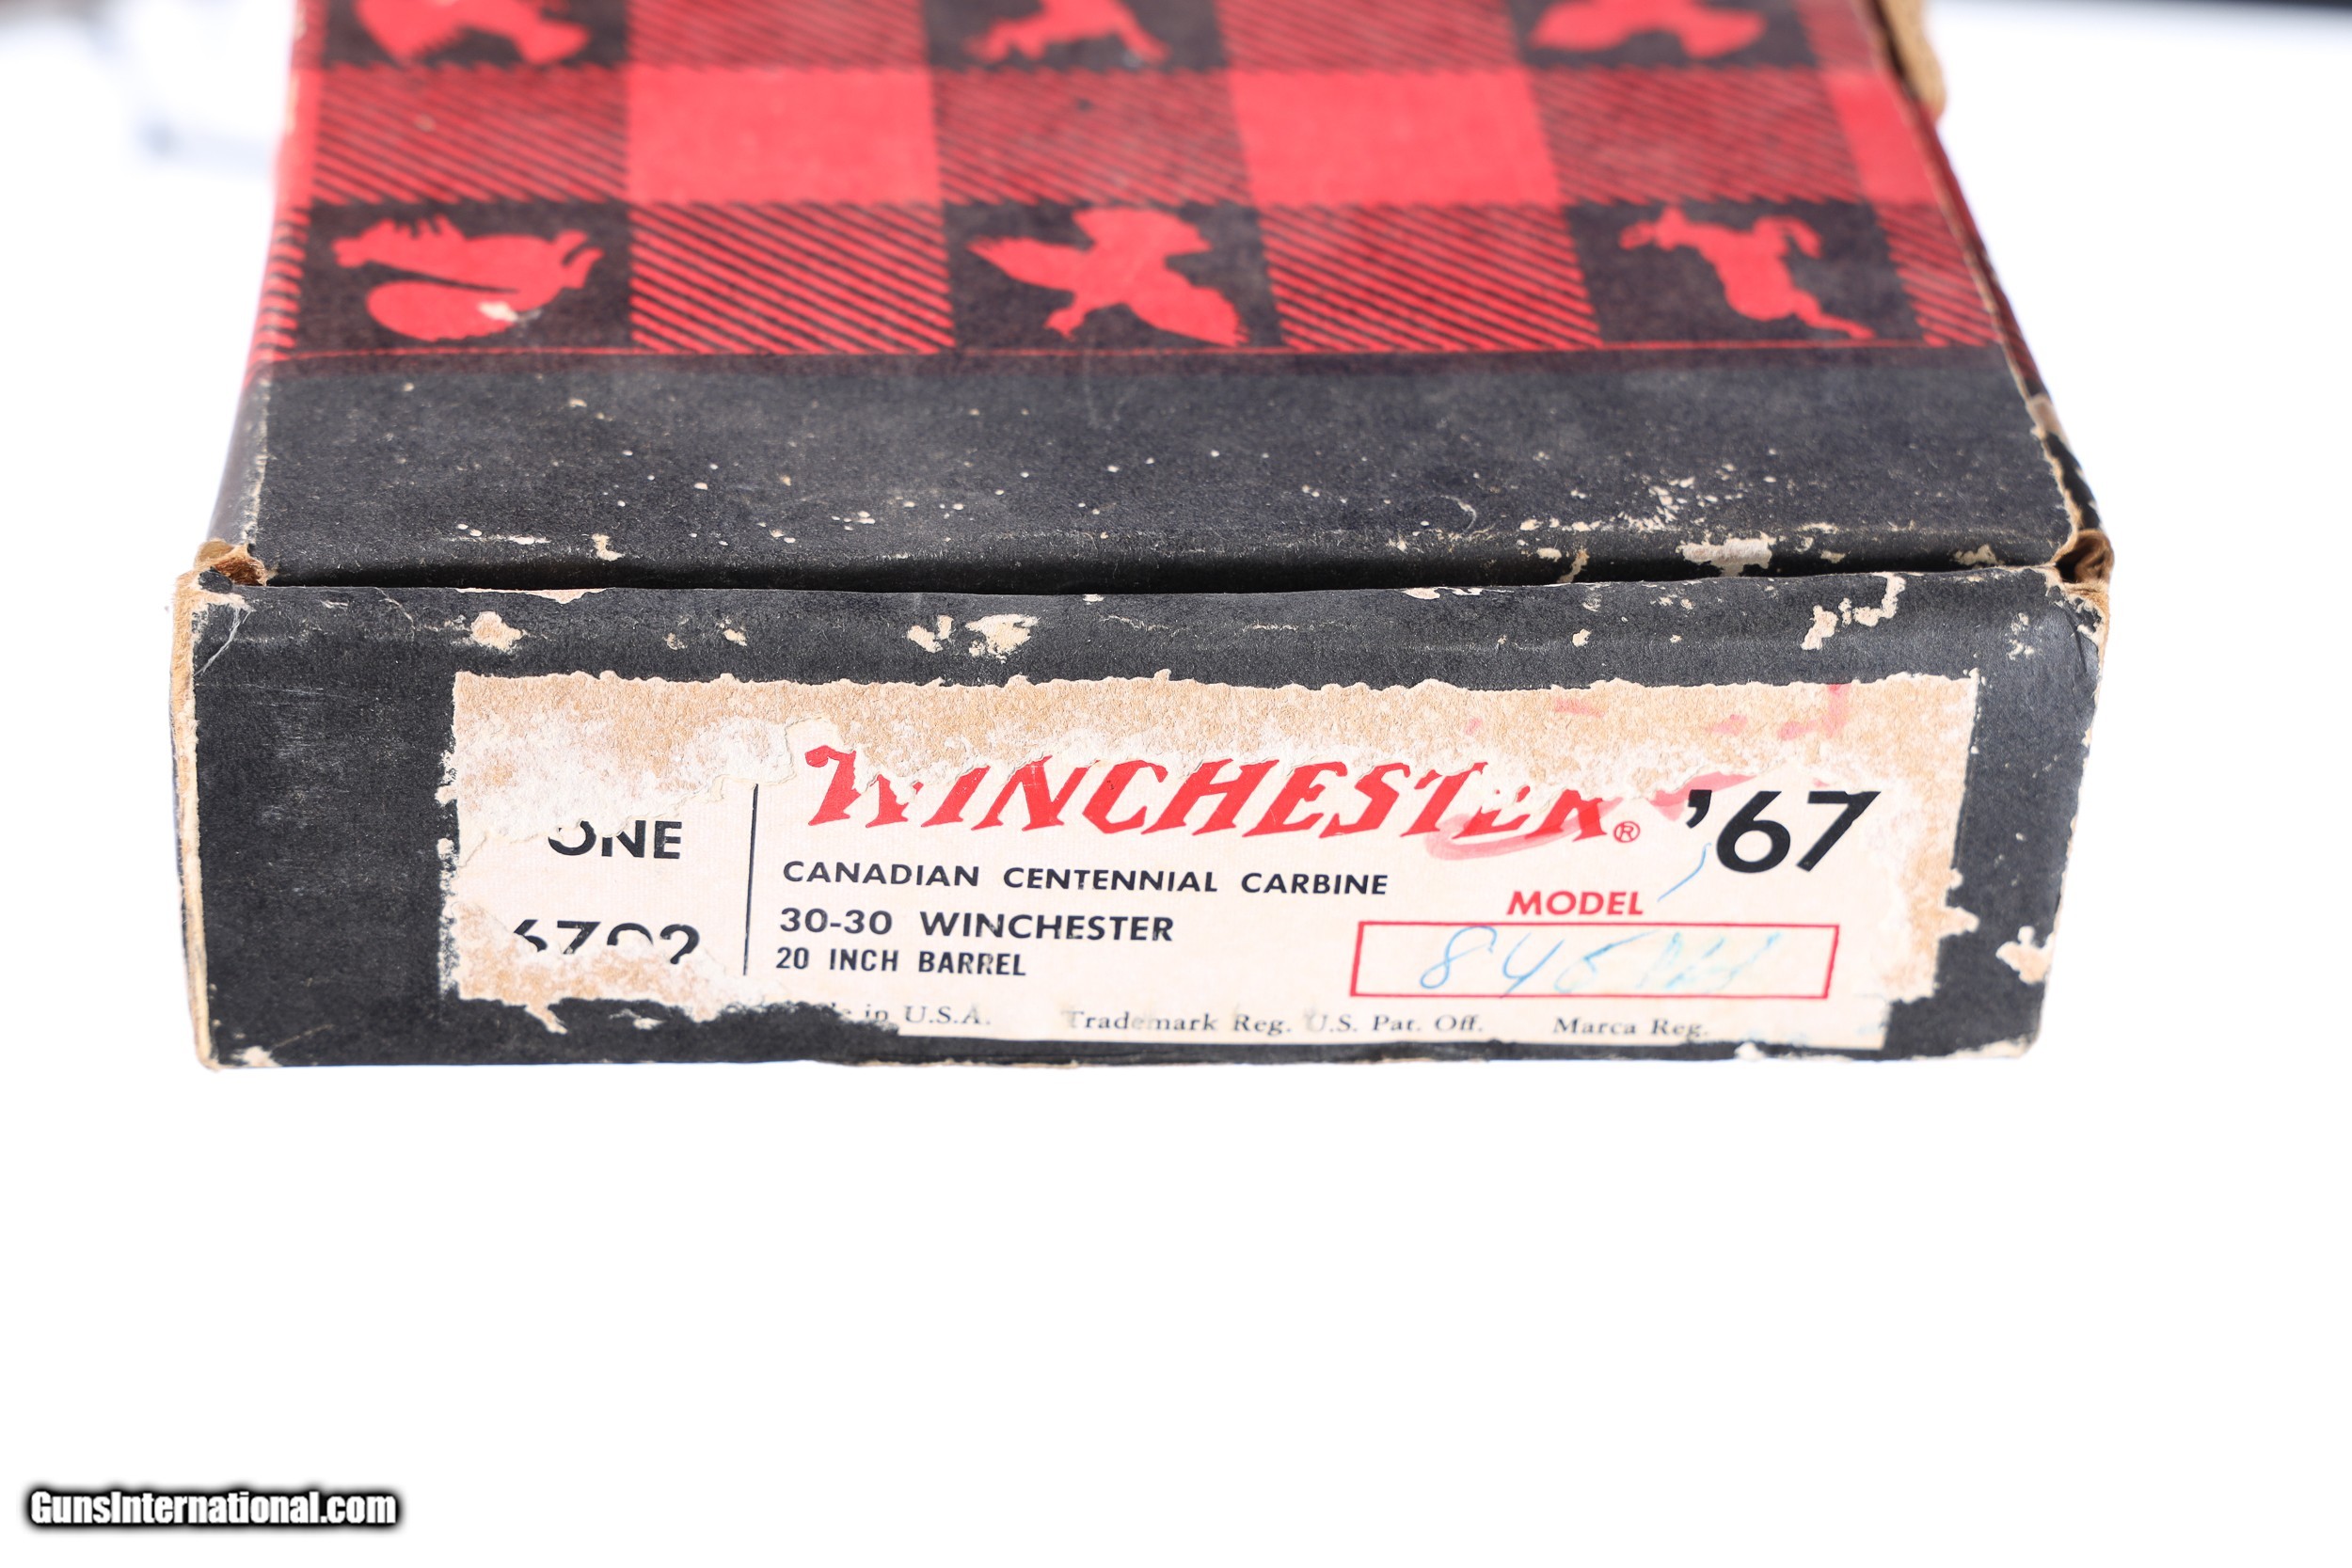 WINCHESTER® '67
ONE
CANADIAN CENTENNIAL CARBINE
MODEL
30-30 WINCHESTER
20 INCH BARREL
in U.S.A. Trademark Reg. U.S. Pat. Off. Marca Reg.
GunsInternational.com